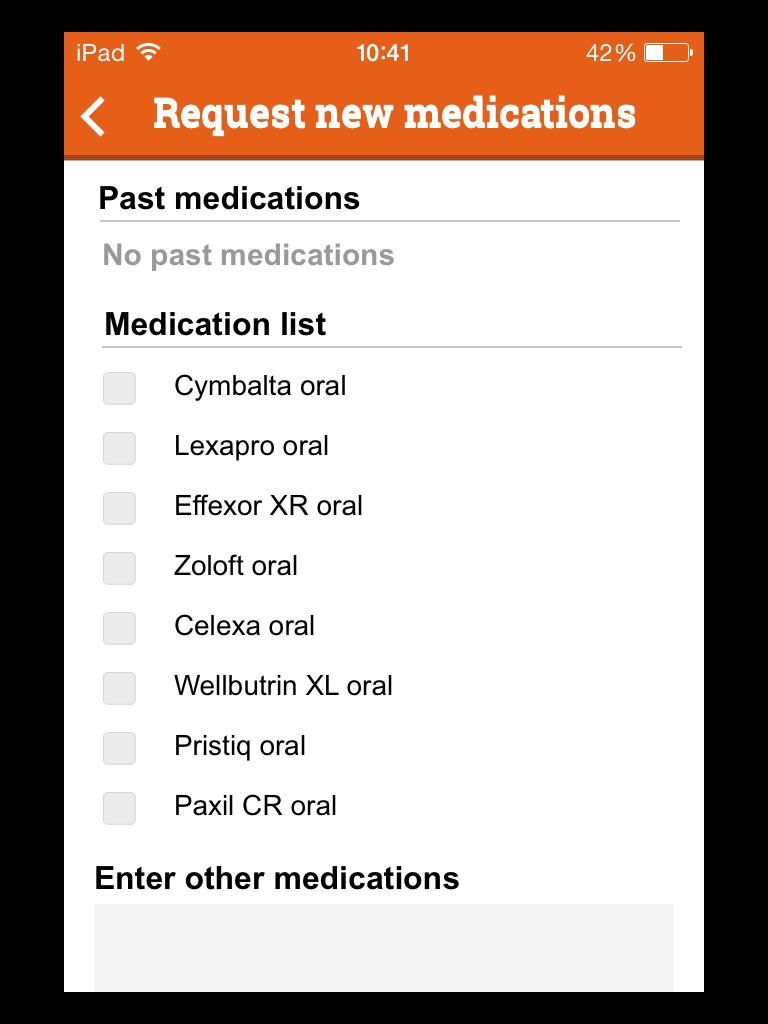 iPad 10:41 42%
Request new medications
Past medications
No past medications
Medication list
Cymbalta oral
Lexapro oral
Effexor XR oral
Zoloft oral
Celexa oral
Wellbutrin XL oral
Pristiq oral
Paxil CR oral
Enter other medications